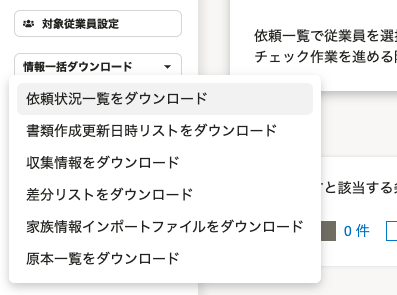 対象従業員設定
情報一括ダウンロード
依頼状況一覧をダウンロード
書類作成更新日時リストをダウンロード
収集情報をダウンロード
差分リストをダウンロード
家族情報インポートファイルをダウンロード
原本一覧をダウンロード
依頼一覧で従業員を選
チェック作業を進める
と該当する
0 件